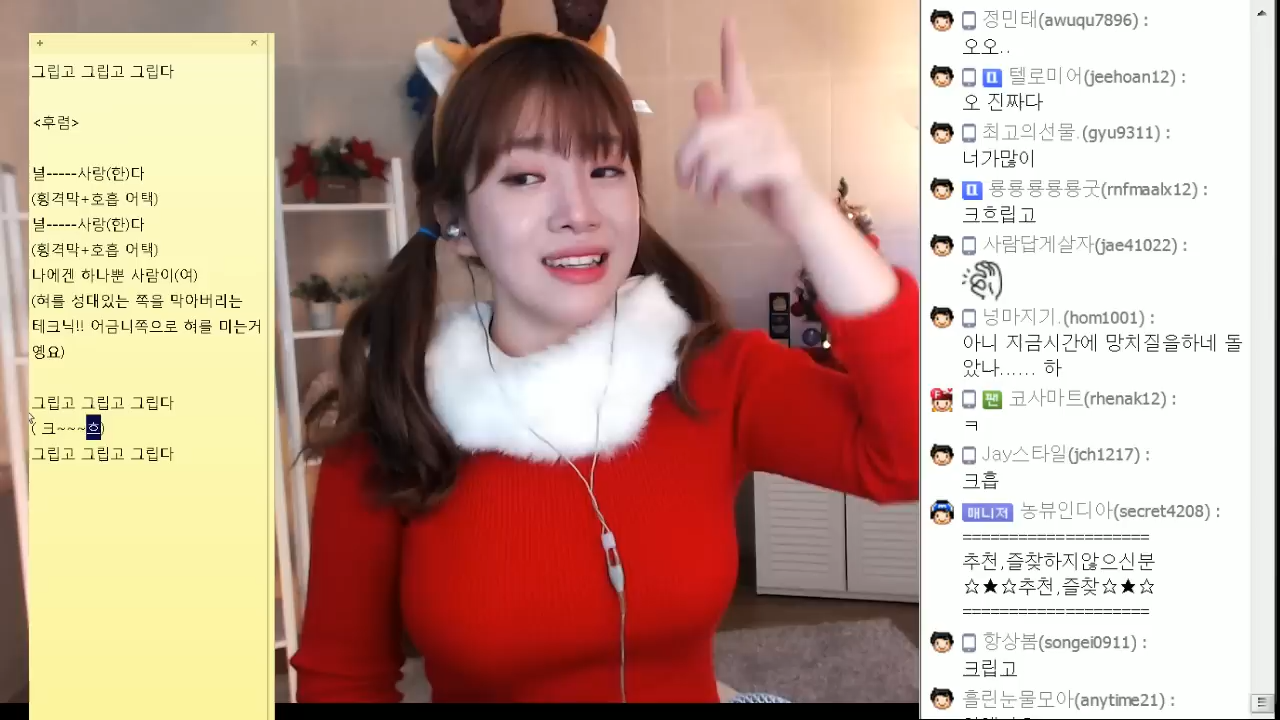 그립고 그립고 그립다
<후렴>
널-----사랑(한)다
(횡격막+호흡 어택)
널-----사랑(한)다
(횡격막+호흡 어택)
나에겐 하나뿐 사람이(여)
(혀를 성대있는 쪽을 막아버리는
테크닉!! 어금니쪽으로 혀를 미는거
옝요)
그립고 그립고 그립다
( 크~~~흐)
그립고 그립고 그립다
정민태(awuqu7896) :
오오..
텔로미어(jeehoan12) :
오 진짜다
최고의선물.(gyu9311) :
너가많이
룡룡룡룡룡굿(rnfmaalx12) :
크흐립고
사람답게살자(jae41022) :
넝마지기.(hom1001) :
아니 지금시간에 망치질을하네 돌
았나...... 하
팬 코사마트(rhenak12) :
ㅋ
Jay스타일(jch1217) :
크흡
매니저 농뷰인디아(secret4208) :
====================
추천,즐찾하지않으신분
☆★☆추천,즐찾☆★☆
====================
항상봄(songei0911) :
크립고
흘린눈물모아(anytime21) :